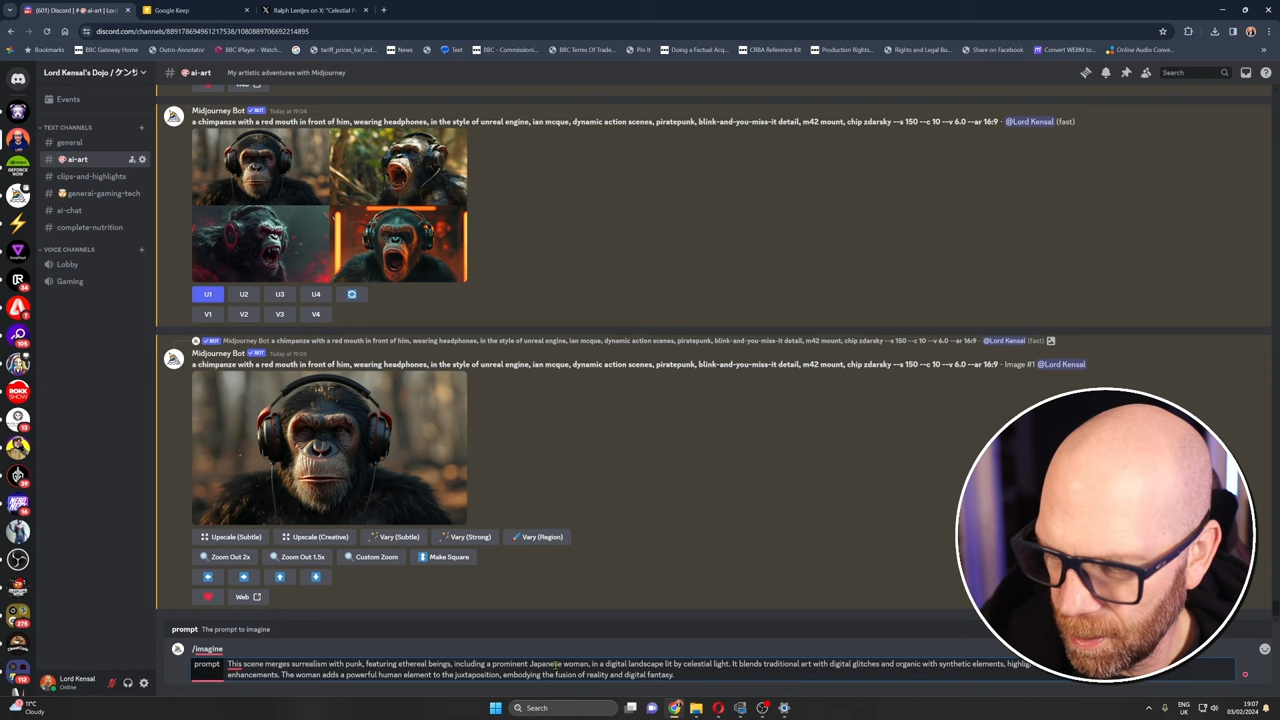 (601) Discord | #🎨ai-art | Lord
Google Keep
Ralph Lentjes on X: "Celestial P
discord.com/channels/889178694961217538/1080889706692214895
Bookmarks
BBC Gateway Home
Outro-Annotator
BBC iPlayer - Watch...
tariff_prices_for_ind...
News
Text
BBC - Commissioni...
BBC Terms Of Trade...
Pin It
Doing a Factual Acq...
CRBA Reference Kit
Production Rights...
Rights and Legal Bu...
Share on Facebook
Convert WEBM to...
Online Audio Conve...
Lord Kensal's Dojo / ケンサ
# 🎨ai-art
My artistic adventures with Midjourney
Search
Events
TEXT CHANNELS
# general
# 🎨ai-art
# clips-and-highlights
# 🤯general-gaming-tech
# ai-chat
# complete-nutrition
VOICE CHANNELS
Lobby
Gaming
Web
Midjourney Bot ✓ BOT Today at 19:04
a chimpanze with a red mouth in front of him, wearing headphones, in the style of unreal engine, ian mcque, dynamic action scenes, piratepunk, blink-and-you-miss-it detail, m42 mount, chip zdarsky --s 150 --c 10 --v 6.0 --ar 16:9 - @Lord Kensal (fast)
U1 U2 U3 U4
V1 V2 V3 V4
BOT Midjourney Bot a chimpanze with a red mouth in front of him, wearing headphones, in the style of unreal engine, ian mcque, dynamic action scenes, piratepunk, blink-and-you-miss-it detail, m42 mount, chip zdarsky --s 150 --c 10 --v 6.0 --ar 16:9 - @Lord Kensal (fast)
Midjourney Bot ✓ BOT Today at 19:05
a chimpanze with a red mouth in front of him, wearing headphones, in the style of unreal engine, ian mcque, dynamic action scenes, piratepunk, blink-and-you-miss-it detail, m42 mount, chip zdarsky --s 150 --c 10 --v 6.0 --ar 16:9 - Image #1 @Lord Kensal
Upscale (Subtle) Upscale (Creative) Vary (Subtle) Vary (Strong) Vary (Region)
Zoom Out 2x Zoom Out 1.5x Custom Zoom Make Square
Web
prompt The prompt to imagine
/imagine
prompt This scene merges surrealism with punk, featuring ethereal beings, including a prominent Japanese woman, in a digital landscape lit by celestial light. It blends traditional art with digital glitches and organic with synthetic elements,
enhancements. The woman adds a powerful human element to the juxtaposition, embodying the fusion of reality and digital fantasy.
Lord Kensal
Online
11°C
Cloudy
Search
ENG
UK
19:07
03/02/2024